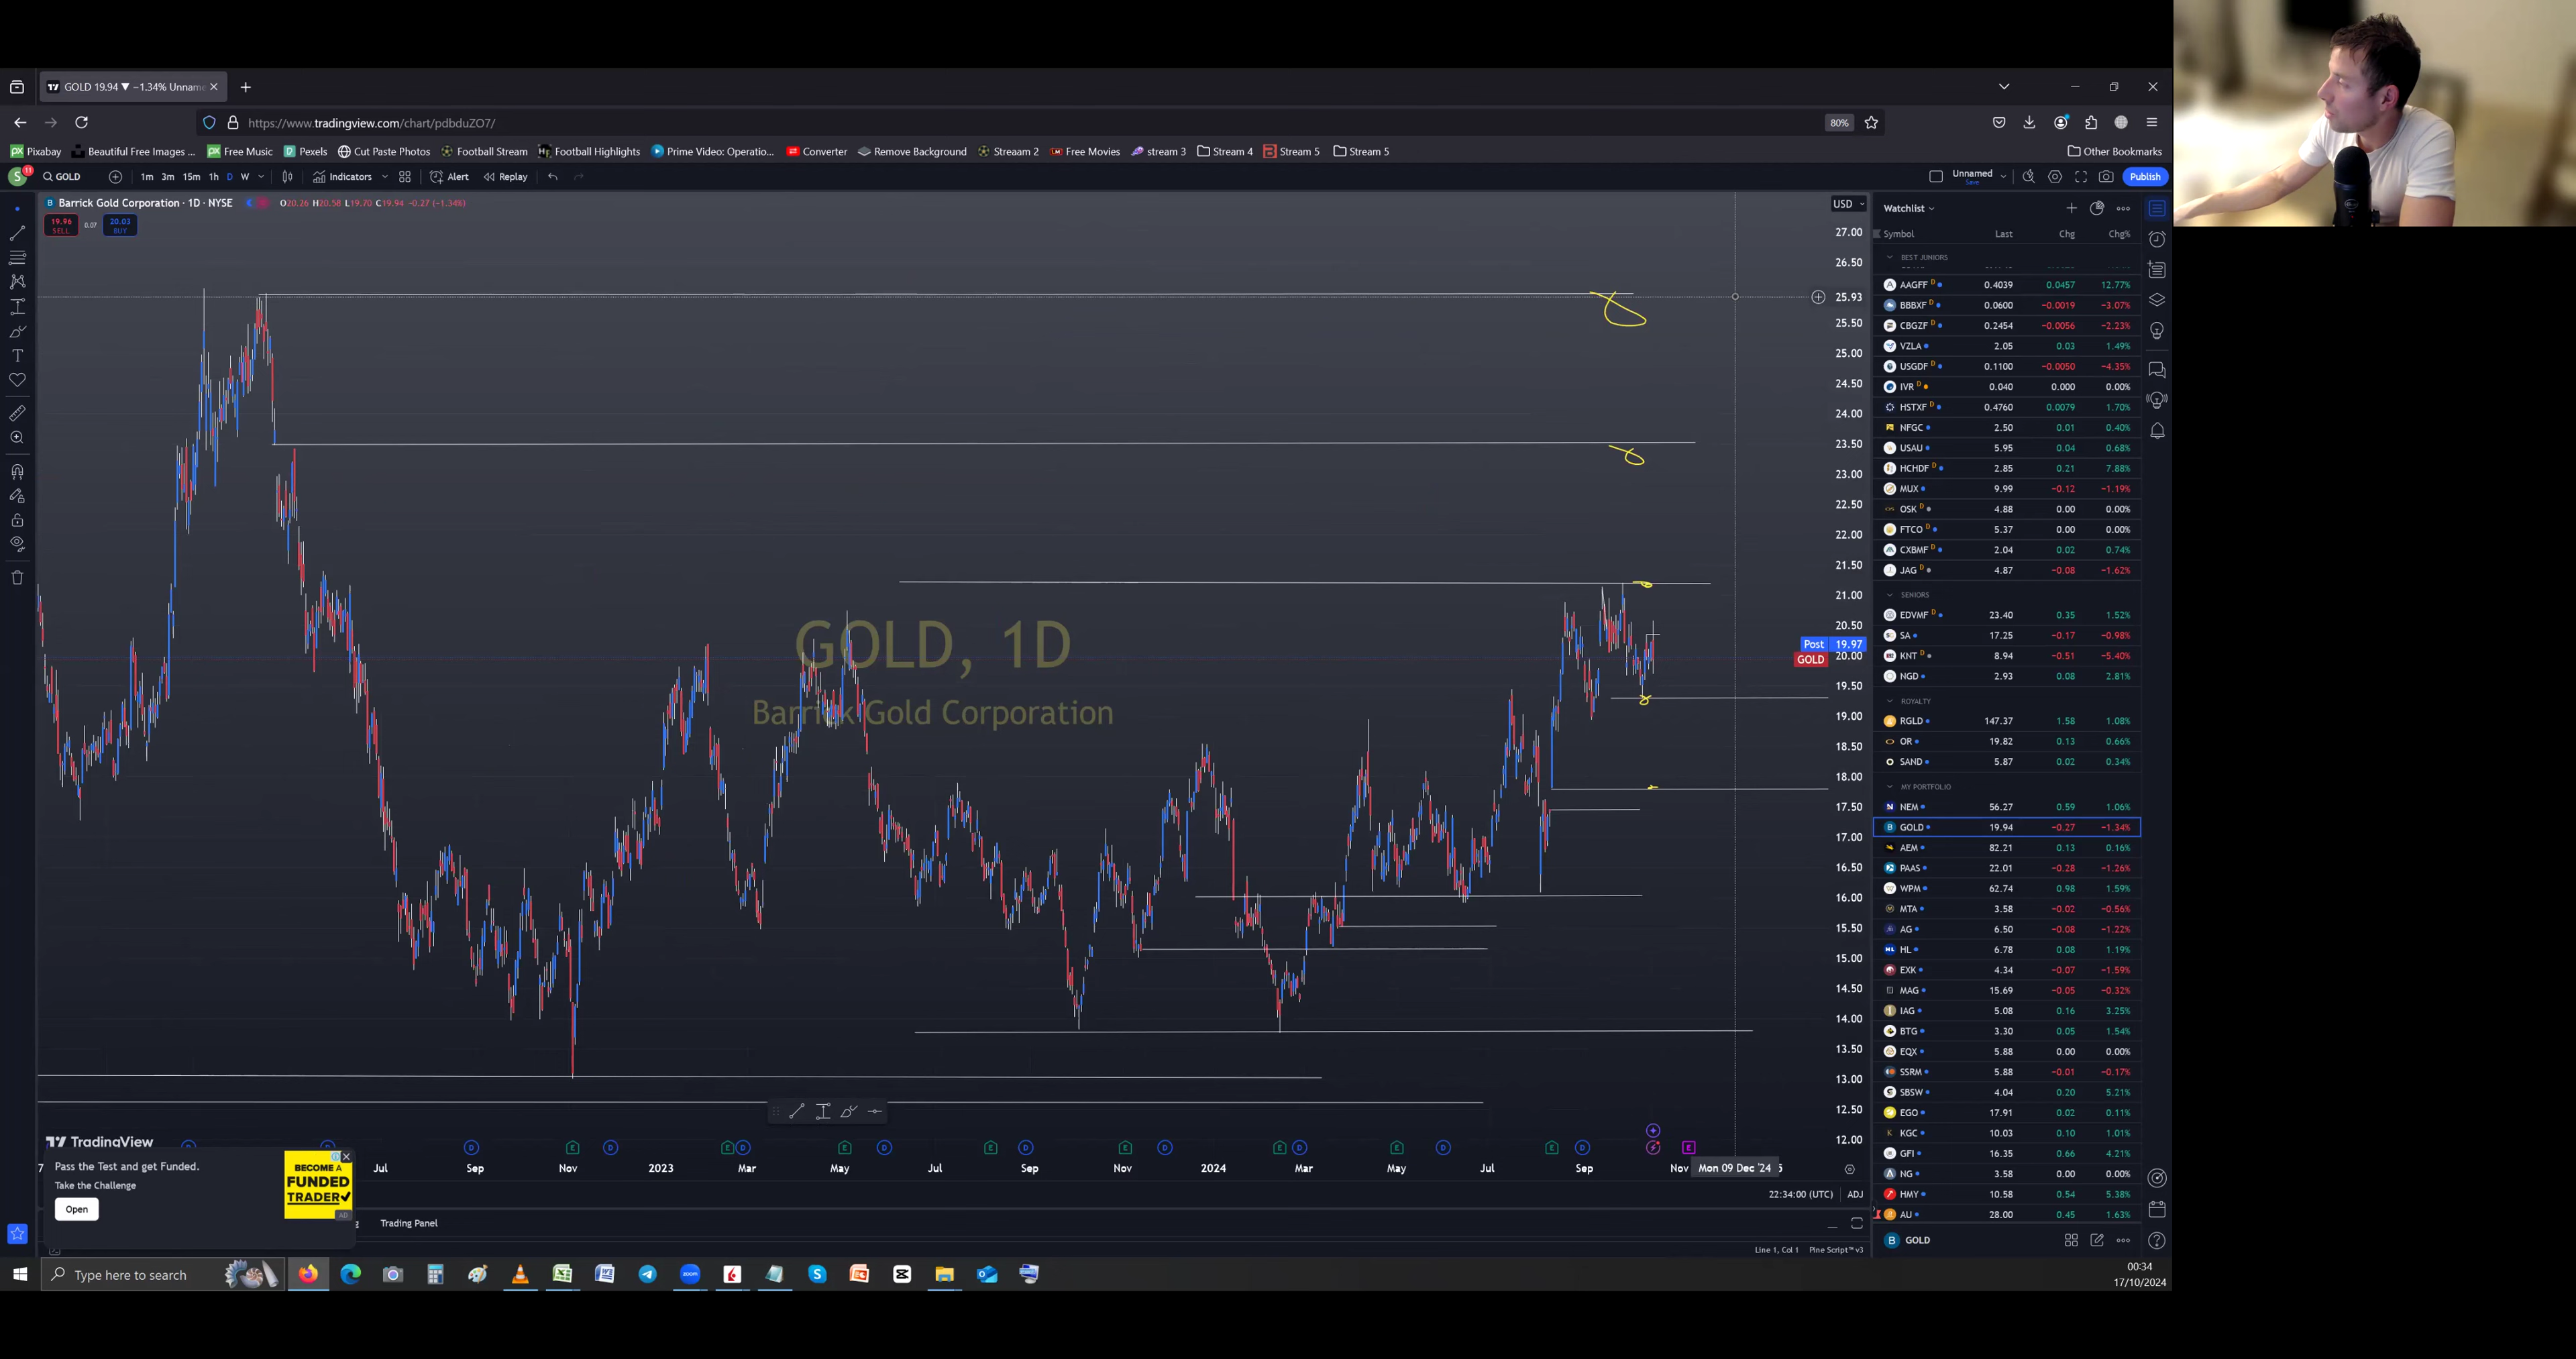 GOLD 19.94 ▼ −1.34% Unname
https://www.tradingview.com/chart/pdbduZO7/
80%
Pixabay Beautiful Free Images ... Free Music Pexels Cut Paste Photos Football Stream Football Highlights Prime Video: Operatio... Converter Remove Background Streaam 2 Free Movies stream 3 Stream 4 Stream 5 Stream 5 Other Bookmarks
S 11 GOLD 1m 3m 15m 1h D W Indicators Alert Replay Unnamed Save Publish
Barrick Gold Corporation · 1D · NYSE O20.26 H20.58 L19.70 C19.94 −0.27 (−1.34%)
19.96 SELL 0.07 20.03 BUY
USD
27.00
26.50
25.93
25.50
25.00
24.50
24.00
23.50
23.00
22.50
22.00
21.50
21.00
20.50
Post 19.97
GOLD 20.00
19.50
19.00
18.50
18.00
17.50
17.00
16.50
16.00
15.50
15.00
14.50
14.00
13.50
13.00
12.50
12.00
GOLD, 1D
Barrick Gold Corporation
TradingView
Jul Sep Nov 2023 Mar May Jul Sep Nov 2024 Mar May Jul Sep Nov Mon 09 Dec '24
Pass the Test and get Funded.
Take the Challenge
Open
BECOME A
FUNDED
TRADER
AD
22:34:00 (UTC) ADJ
Trading Panel
Line 1, Col 1 Pine Script™ v3
Watchlist
Symbol Last Chg Chg%
BEST JUNIORS
AAGFF D 0.4039 0.0457 12.77%
BBBXF D 0.0600 −0.0019 −3.07%
CBGZF D 0.2454 −0.0056 −2.23%
VZLA 2.05 0.03 1.49%
USGDF D 0.1100 −0.0050 −4.35%
IVR D 0.040 0.000 0.00%
HSTXF D 0.4760 0.0079 1.70%
NFGC 2.50 0.01 0.40%
USAU 5.95 0.04 0.68%
HCHDF D 2.85 0.21 7.88%
MUX 9.99 −0.12 −1.19%
OSK D 4.88 0.00 0.00%
FTCO D 5.37 0.00 0.00%
CXBMF D 2.04 0.02 0.74%
JAG D 4.87 −0.08 −1.62%
SENIORS
EDVMF D 23.40 0.35 1.52%
SA 17.25 −0.17 −0.98%
KNT D 8.94 −0.51 −5.40%
NGD 2.93 0.08 2.81%
ROYALTY
RGLD 147.37 1.58 1.08%
OR 19.82 0.13 0.66%
SAND 5.87 0.02 0.34%
MY PORTFOLIO
NEM 56.27 0.59 1.06%
GOLD 19.94 −0.27 −1.34%
AEM 82.21 0.13 0.16%
PAAS 22.01 −0.28 −1.26%
WPM 62.74 0.98 1.59%
MTA 3.58 −0.02 −0.56%
AG 6.50 −0.08 −1.22%
HL 6.78 0.08 1.19%
EXK 4.34 −0.07 −1.59%
MAG 15.69 −0.05 −0.32%
IAG 5.08 0.16 3.25%
BTG 3.30 0.05 1.54%
EQX 5.88 0.00 0.00%
SSRM 5.88 −0.01 −0.17%
SBSW 4.04 0.20 5.21%
EGO 17.91 0.02 0.11%
KGC 10.03 0.10 1.01%
GFI 16.35 0.66 4.21%
NG 3.58 0.00 0.00%
HMY 10.58 0.54 5.38%
AU 28.00 0.45 1.63%
GOLD
Type here to search
00:34
17/10/2024